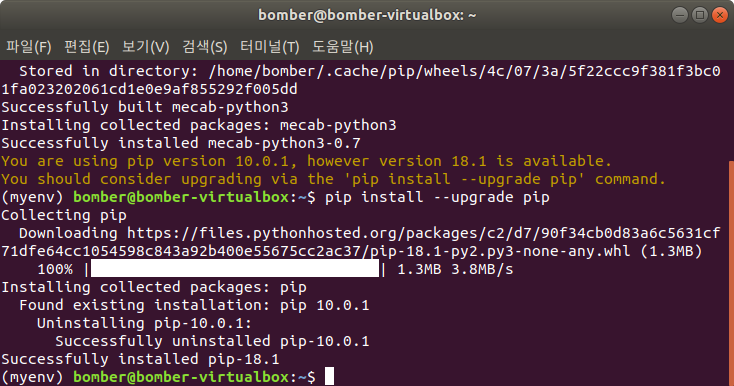 bomber@bomber-virtualbox: ~
파일(F) 편집(E) 보기(V) 검색(S) 터미널(T) 도움말(H)
  Stored in directory: /home/bomber/.cache/pip/wheels/4c/07/3a/5f22ccc9f381f3bc0
1fa023202061cd1e0e9af855292f005dd
Successfully built mecab-python3
Installing collected packages: mecab-python3
Successfully installed mecab-python3-0.7
You are using pip version 10.0.1, however version 18.1 is available.
You should consider upgrading via the 'pip install --upgrade pip' command.
(myenv) bomber@bomber-virtualbox:~$ pip install --upgrade pip
Collecting pip
  Downloading https://files.pythonhosted.org/packages/c2/d7/90f34cb0d83a6c5631cf
71dfe64cc1054598c843a92b400e55675cc2ac37/pip-18.1-py2.py3-none-any.whl (1.3MB)
    100% |████████████████████████████████| 1.3MB 3.8MB/s
Installing collected packages: pip
  Found existing installation: pip 10.0.1
    Uninstalling pip-10.0.1:
      Successfully uninstalled pip-10.0.1
Successfully installed pip-18.1
(myenv) bomber@bomber-virtualbox:~$